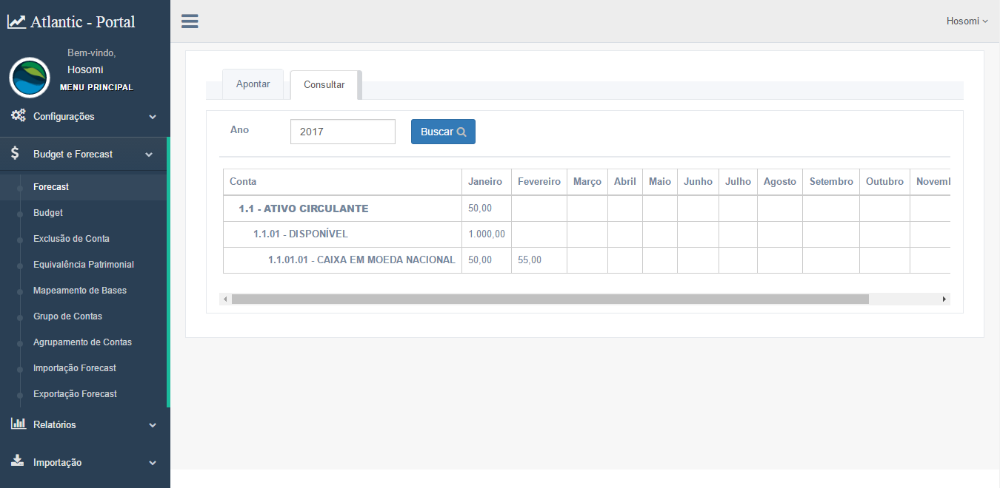 Atlantic - Portal
Bem-vindo,
Hosomi
MENU PRINCIPAL
Configurações
Budget e Forecast
Forecast
Budget
Exclusão de Conta
Equivalência Patrimonial
Mapeamento de Bases
Grupo de Contas
Agrupamento de Contas
Importação Forecast
Exportação Forecast
Relatórios
Importação
Hosomi
Apontar Consultar
Ano 2017 Buscar
Conta Janeiro Fevereiro Março Abril Maio Junho Julho Agosto Setembro Outubro Noveml
1.1 - ATIVO CIRCULANTE 50,00
1.1.01 - DISPONÍVEL 1.000,00
1.1.01.01 - CAIXA EM MOEDA NACIONAL 50,00 55,00